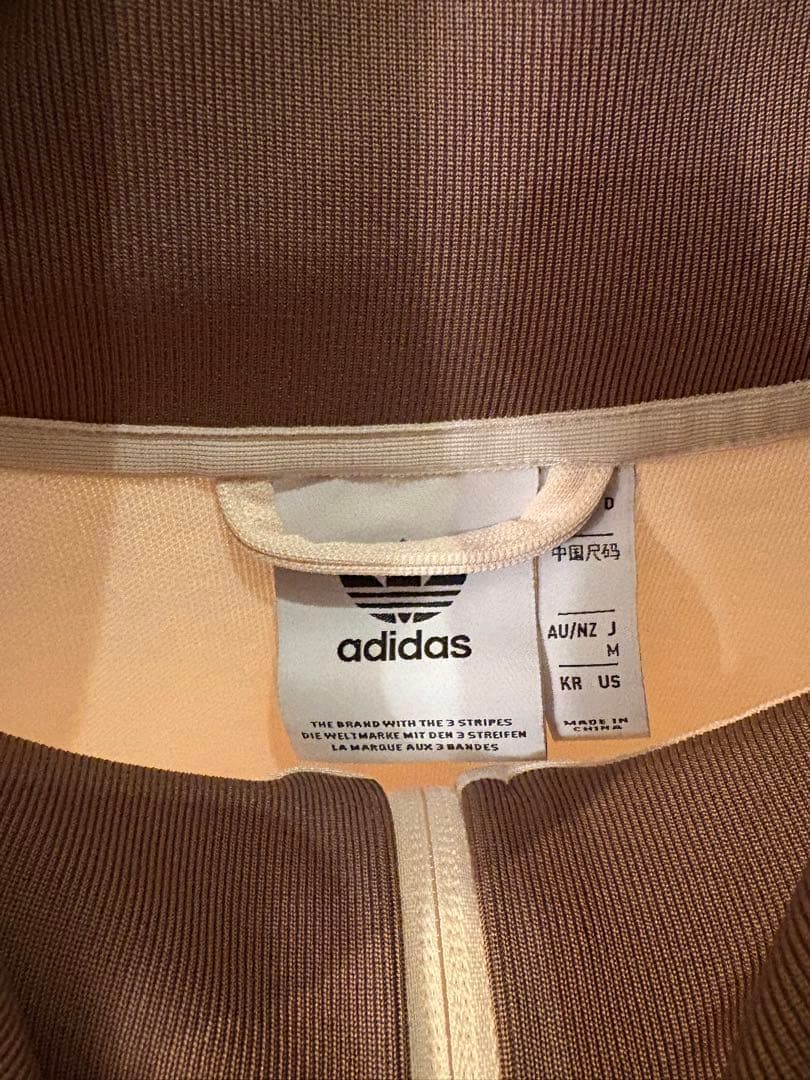 adidas
THE BRAND WITH THE 3 STRIPES
DIE WELTMARKE MIT DEN 3 STREIFEN
LA MARQUE AUX 3 BANDES
D
中国尺码
AU/NZ J
M
KR US
MADE IN
CHINA